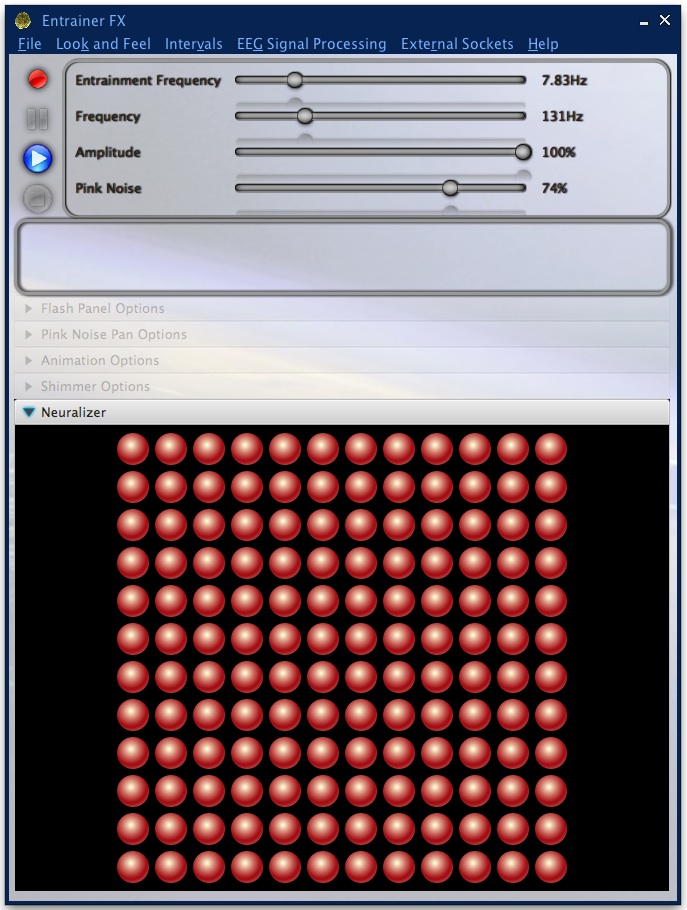 Entrainer FX
File Look and Feel Intervals EEG Signal Processing External Sockets Help
Entrainment Frequency 7.83Hz
Frequency 131Hz
Amplitude 100%
Pink Noise 74%
Flash Panel Options
Pink Noise Pan Options
Animation Options
Shimmer Options
Neuralizer